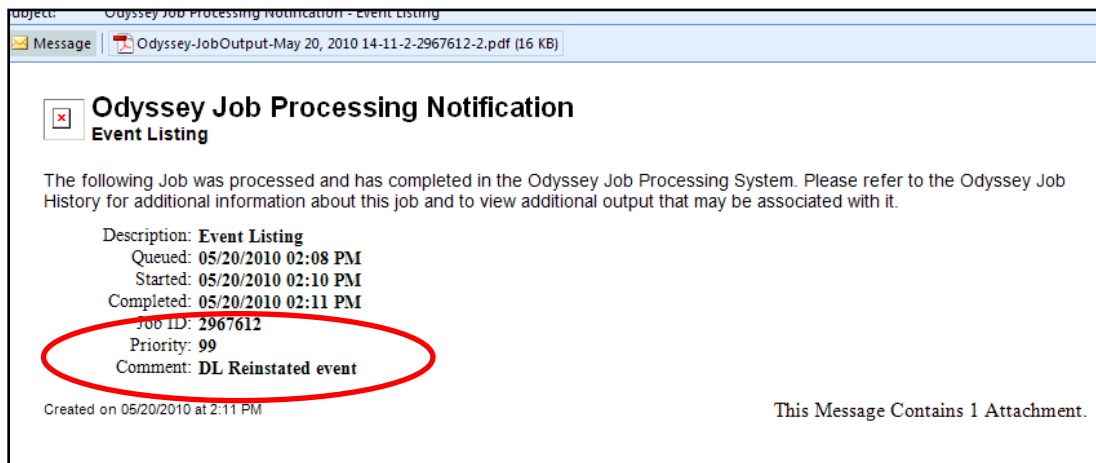 Subject: Odyssey Job Processing Notification - Event Listing
Message Odyssey-JobOutput-May 20, 2010 14-11-2-2967612-2.pdf (16 KB)
Odyssey Job Processing Notification
Event Listing
The following Job was processed and has completed in the Odyssey Job Processing System. Please refer to the Odyssey Job
History for additional information about this job and to view additional output that may be associated with it.
Description: Event Listing
Queued: 05/20/2010 02:08 PM
Started: 05/20/2010 02:10 PM
Completed: 05/20/2010 02:11 PM
Job ID: 2967612
Priority: 99
Comment: DL Reinstated event
Created on 05/20/2010 at 2:11 PM
This Message Contains 1 Attachment.